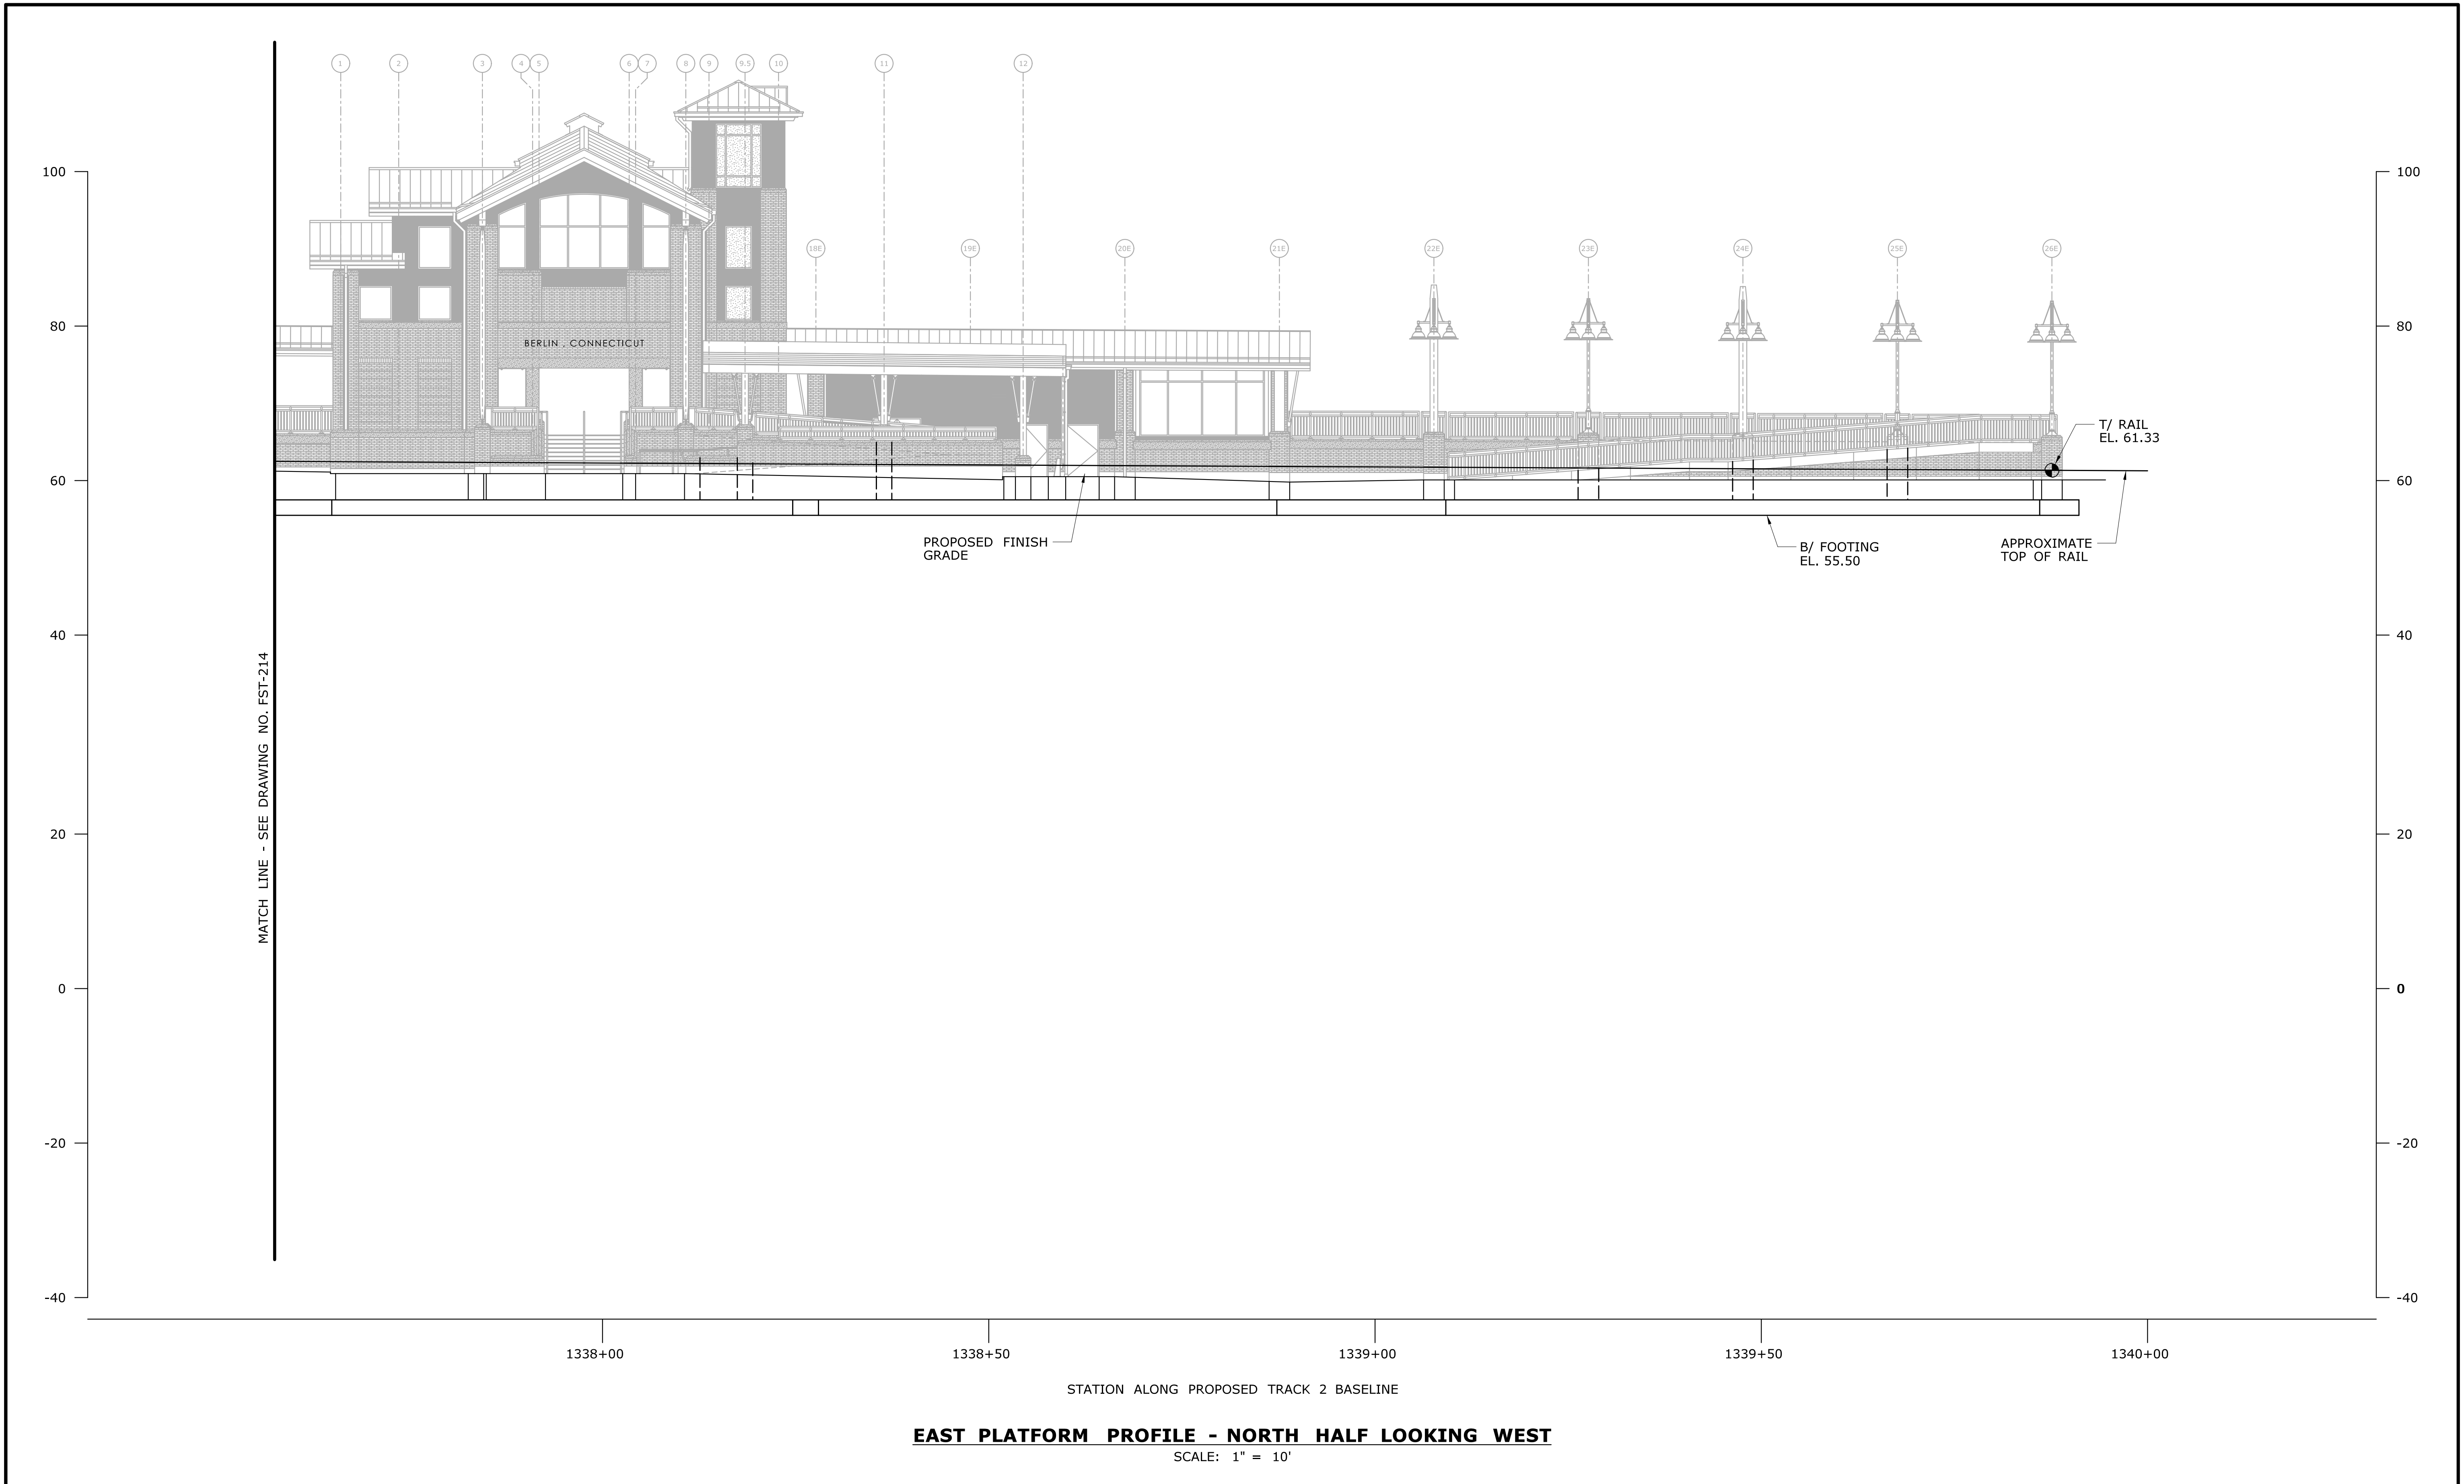 1 2 3 4 5 6 7 8 9 9.5 10 11 12
18E 19E 20E 21E 22E 23E 24E 25E 26E
BERLIN , CONNECTICUT
100
80
60
40
20
0
-20
-40
100
80
60
40
20
0
-20
-40
MATCH LINE - SEE DRAWING NO. FST-214
T/ RAIL
EL. 61.33
PROPOSED FINISH
GRADE
B/ FOOTING
EL. 55.50
APPROXIMATE
TOP OF RAIL
1338+00 1338+50 1339+00 1339+50 1340+00
STATION ALONG PROPOSED TRACK 2 BASELINE
EAST PLATFORM PROFILE - NORTH HALF LOOKING WEST
SCALE: 1" = 10'